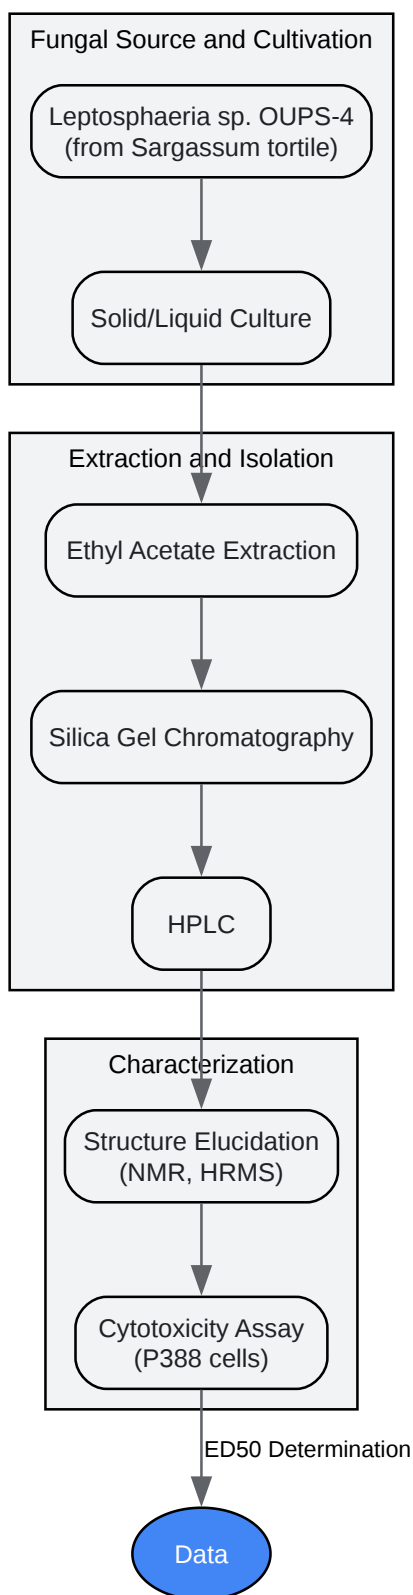 Fungal Source and Cultivation
Leptosphaeria sp. OUPS-4
(from Sargassum tortile)
Solid/Liquid Culture
Extraction and Isolation
Ethyl Acetate Extraction
Silica Gel Chromatography
HPLC
Characterization
Structure Elucidation
(NMR, HRMS)
Cytotoxicity Assay
(P388 cells)
ED50 Determination
Data